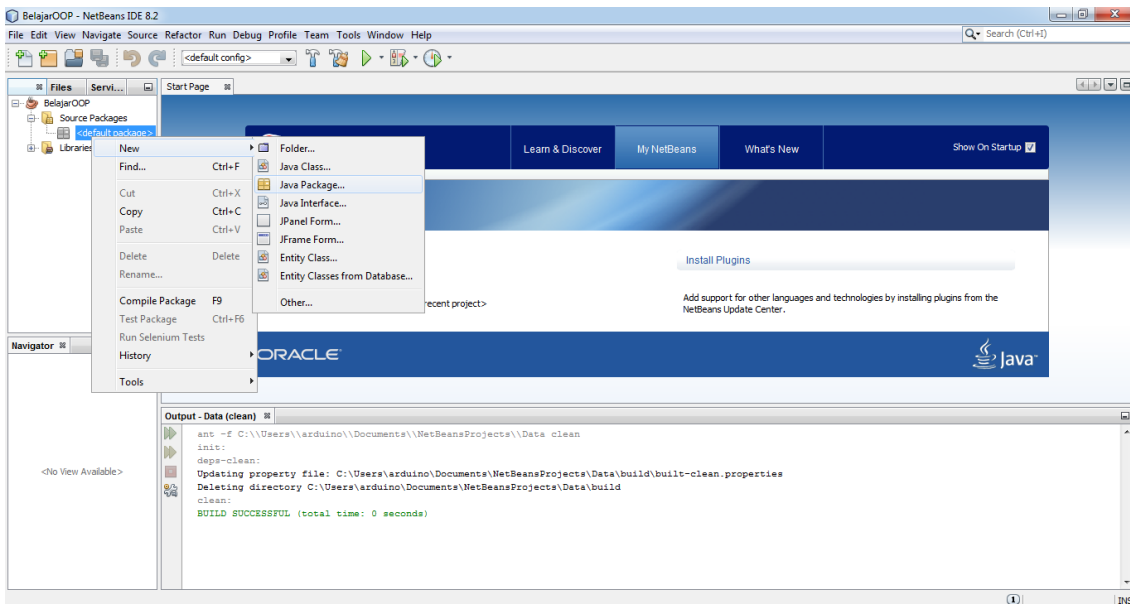 BelajarOOP - NetBeans IDE 8.2
File Edit View Navigate Source Refactor Run Debug Profile Team Tools Window Help
Search (Ctrl+I)
<default config>
Files Servi...
Start Page
BelajarOOP
Source Packages
<default package>
Libraries
New
Find... Ctrl+F
Cut Ctrl+X
Copy Ctrl+C
Paste Ctrl+V
Delete Delete
Rename...
Compile Package F9
Test Package Ctrl+F6
Run Selenium Tests
History
Tools
Folder...
Java Class...
Java Package...
Java Interface...
JPanel Form...
JFrame Form...
Entity Class...
Entity Classes from Database...
Other...
Learn & Discover
My NetBeans
What's New
Show On Startup
Install Plugins
recent project>
Add support for other languages and technologies by installing plugins from the
NetBeans Update Center.
ORACLE
Java
Navigator
<No View Available>
Output - Data (clean)
ant -f C:\\Users\\arduino\\Documents\\NetBeansProjects\\Data clean
init:
deps-clean:
Updating property file: C:\Users\arduino\Documents\NetBeansProjects\Data\build\built-clean.properties
Deleting directory C:\Users\arduino\Documents\NetBeansProjects\Data\build
clean:
BUILD SUCCESSFUL (total time: 0 seconds)
1
INS